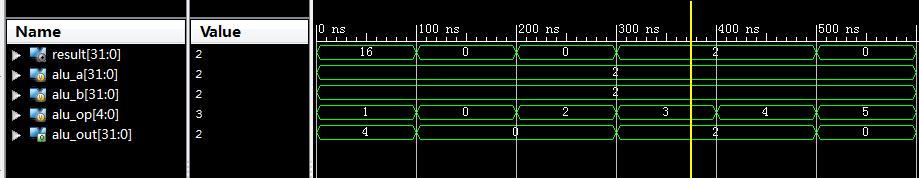 Name Value 0 ns 100 ns 200 ns 300 ns 400 ns 500 ns
result[31:0] 2 16 0 0 2 0
alu_a[31:0] 2 2
alu_b[31:0] 2 2
alu_op[4:0] 3 1 0 2 3 4 5
alu_out[31:0] 2 4 0 2 0